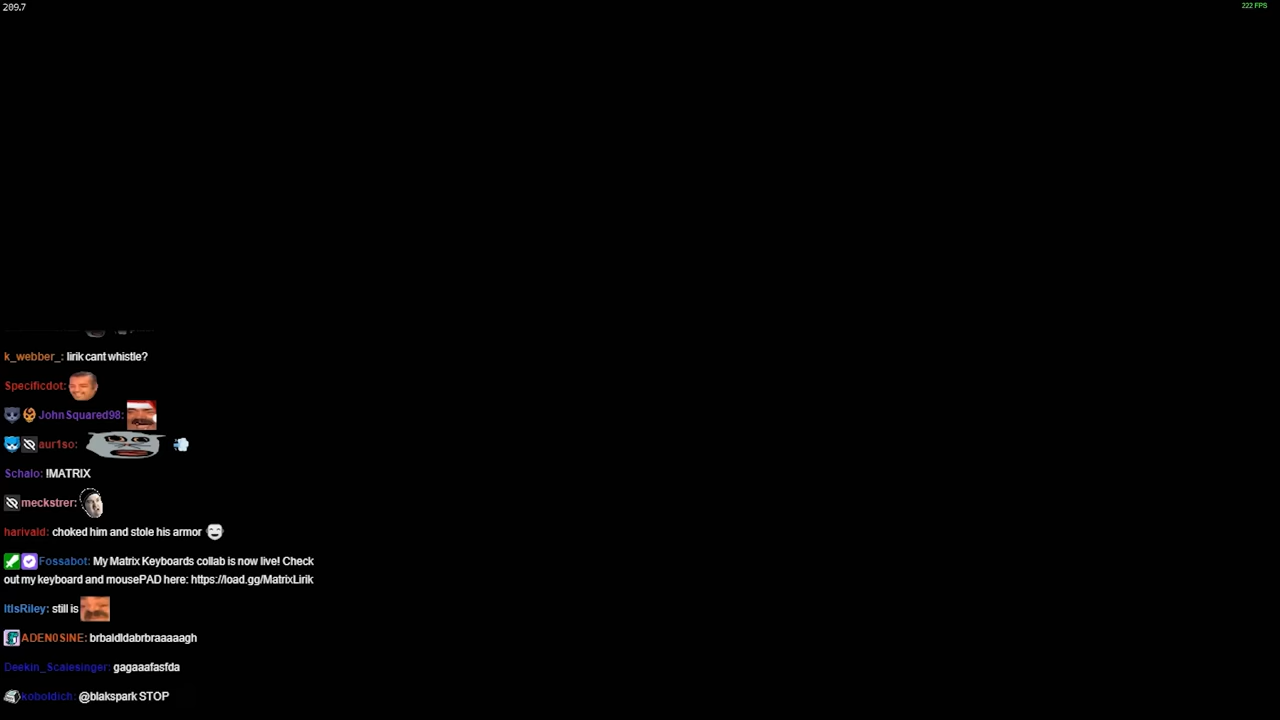 209.7
222 FPS
k_webber_: lirik cant whistle?
Specificdot:
JohnSquared98:
aur1so:
Schalo: !MATRIX
meckstrer:
harivald: choked him and stole his armor
Fossabot: My Matrix Keyboards collab is now live! Check
out my keyboard and mousePAD here: https://load.gg/MatrixLirik
ItIsRiley: still is
ADEN0SINE: brbaldldabrbraaaaagh
Deekin_Scalesinger: gagaaafasfda
koboldich: @blakspark STOP